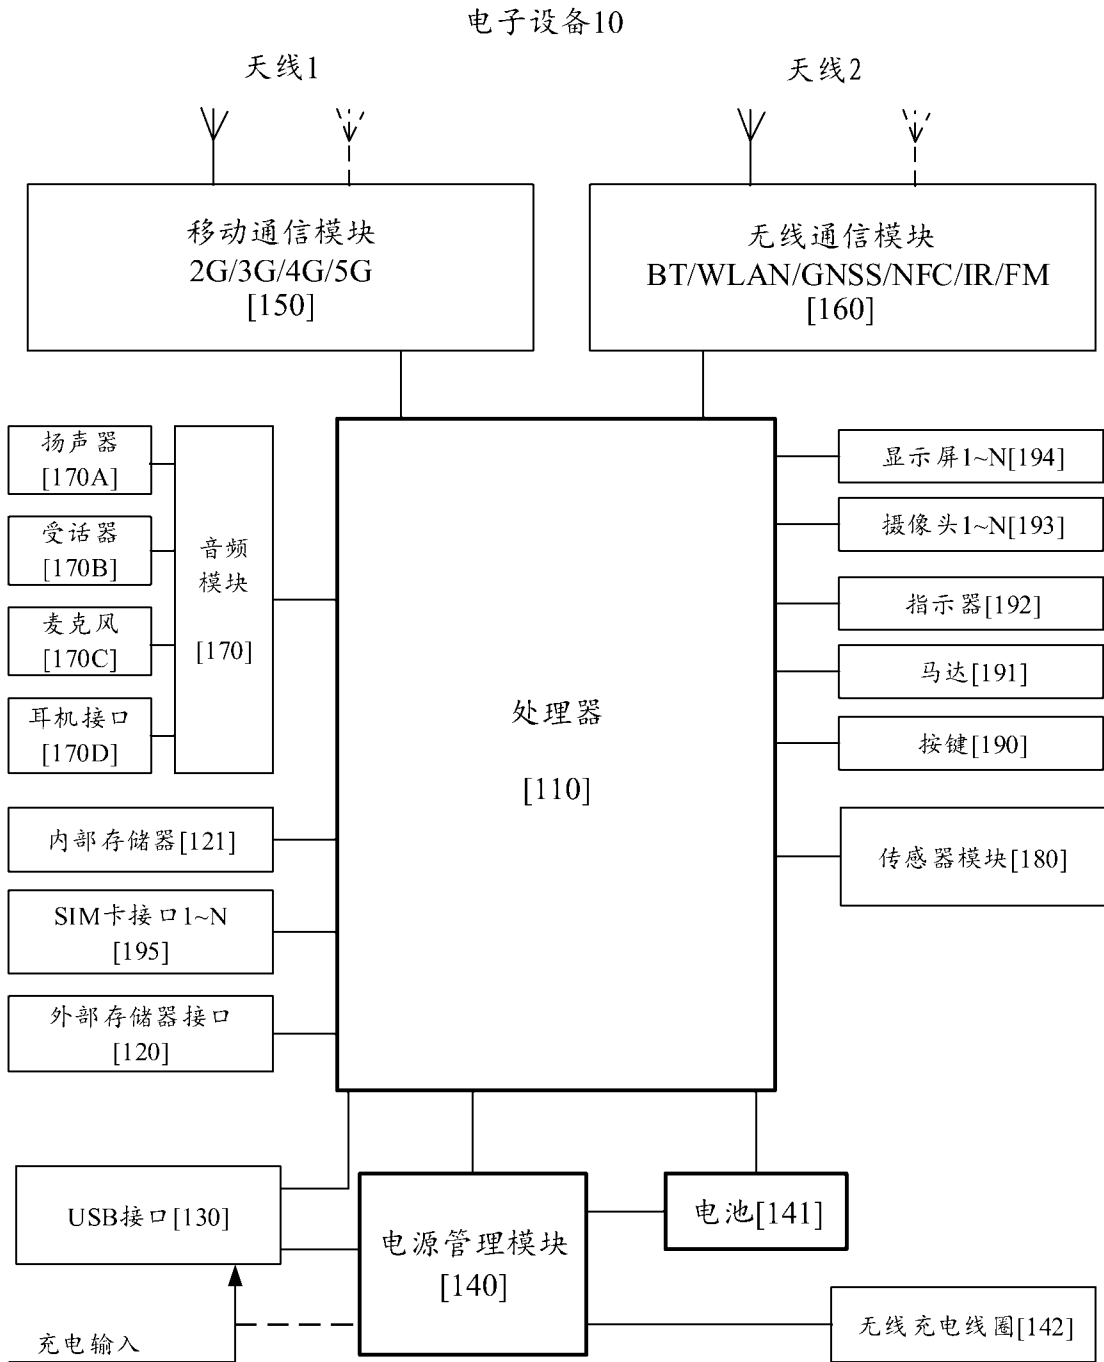 电子设备10
天线1
天线2
移动通信模块
2G/3G/4G/5G
[150]
无线通信模块
BT/WLAN/GNSS/NFC/IR/FM
[160]
扬声器
[170A]
受话器
[170B]
麦克风
[170C]
耳机接口
[170D]
音频
模块
[170]
内部存储器[121]
SIM卡接口1~N
[195]
外部存储器接口
[120]
处理器
[110]
显示屏1~N[194]
摄像头1~N[193]
指示器[192]
马达[191]
按键[190]
传感器模块[180]
USB接口[130]
电源管理模块
[140]
电池[141]
充电输入
无线充电线圈[142]